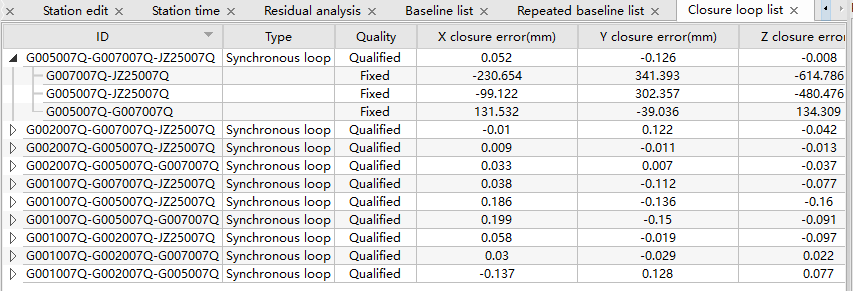 Station edit Station time Residual analysis Baseline list Repeated baseline list Closure loop list
ID Type Quality X closure error(mm) Y closure error(mm) Z closure error
G005007Q-G007007Q-JZ25007Q Synchronous loop Qualified 0.052 -0.126 -0.008
G007007Q-JZ25007Q Fixed -230.654 341.393 -614.786
G005007Q-JZ25007Q Fixed -99.122 302.357 -480.476
G005007Q-G007007Q Fixed 131.532 -39.036 134.309
G002007Q-G007007Q-JZ25007Q Synchronous loop Qualified -0.01 0.122 -0.042
G002007Q-G005007Q-JZ25007Q Synchronous loop Qualified 0.009 -0.011 -0.013
G002007Q-G005007Q-G007007Q Synchronous loop Qualified 0.033 0.007 -0.037
G001007Q-G007007Q-JZ25007Q Synchronous loop Qualified 0.038 -0.112 -0.077
G001007Q-G005007Q-JZ25007Q Synchronous loop Qualified 0.186 -0.136 -0.16
G001007Q-G005007Q-G007007Q Synchronous loop Qualified 0.199 -0.15 -0.091
G001007Q-G002007Q-JZ25007Q Synchronous loop Qualified 0.058 -0.019 -0.097
G001007Q-G002007Q-G007007Q Synchronous loop Qualified 0.03 -0.029 0.022
G001007Q-G002007Q-G005007Q Synchronous loop Qualified -0.137 0.128 0.077